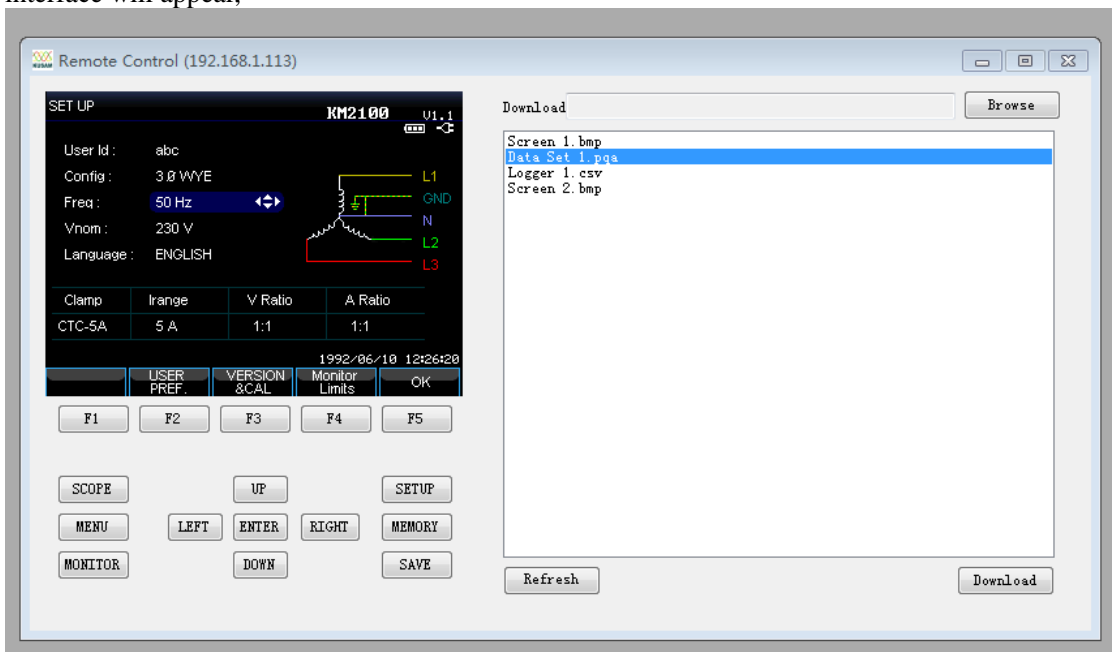 interface will appear,
Remote Control (192.168.1.113)
SET UP
KM2100 V1.1
User Id : abc
Config : 3 Ø WYE
Freq : 50 Hz
Vnom : 230 V
Language : ENGLISH
L1
GND
N
L2
L3
Clamp Irange V Ratio A Ratio
CTC-5A 5 A 1:1 1:1
1992/06/10 12:26:20
USER PREF. VERSION &CAL Monitor Limits OK
F1 F2 F3 F4 F5
SCOPE UP SETUP
MENU LEFT ENTER RIGHT MEMORY
MONITOR DOWN SAVE
Download Browse
Screen 1.bmp
Data Set 1.pqa
Logger 1.csv
Screen 2.bmp
Refresh Download